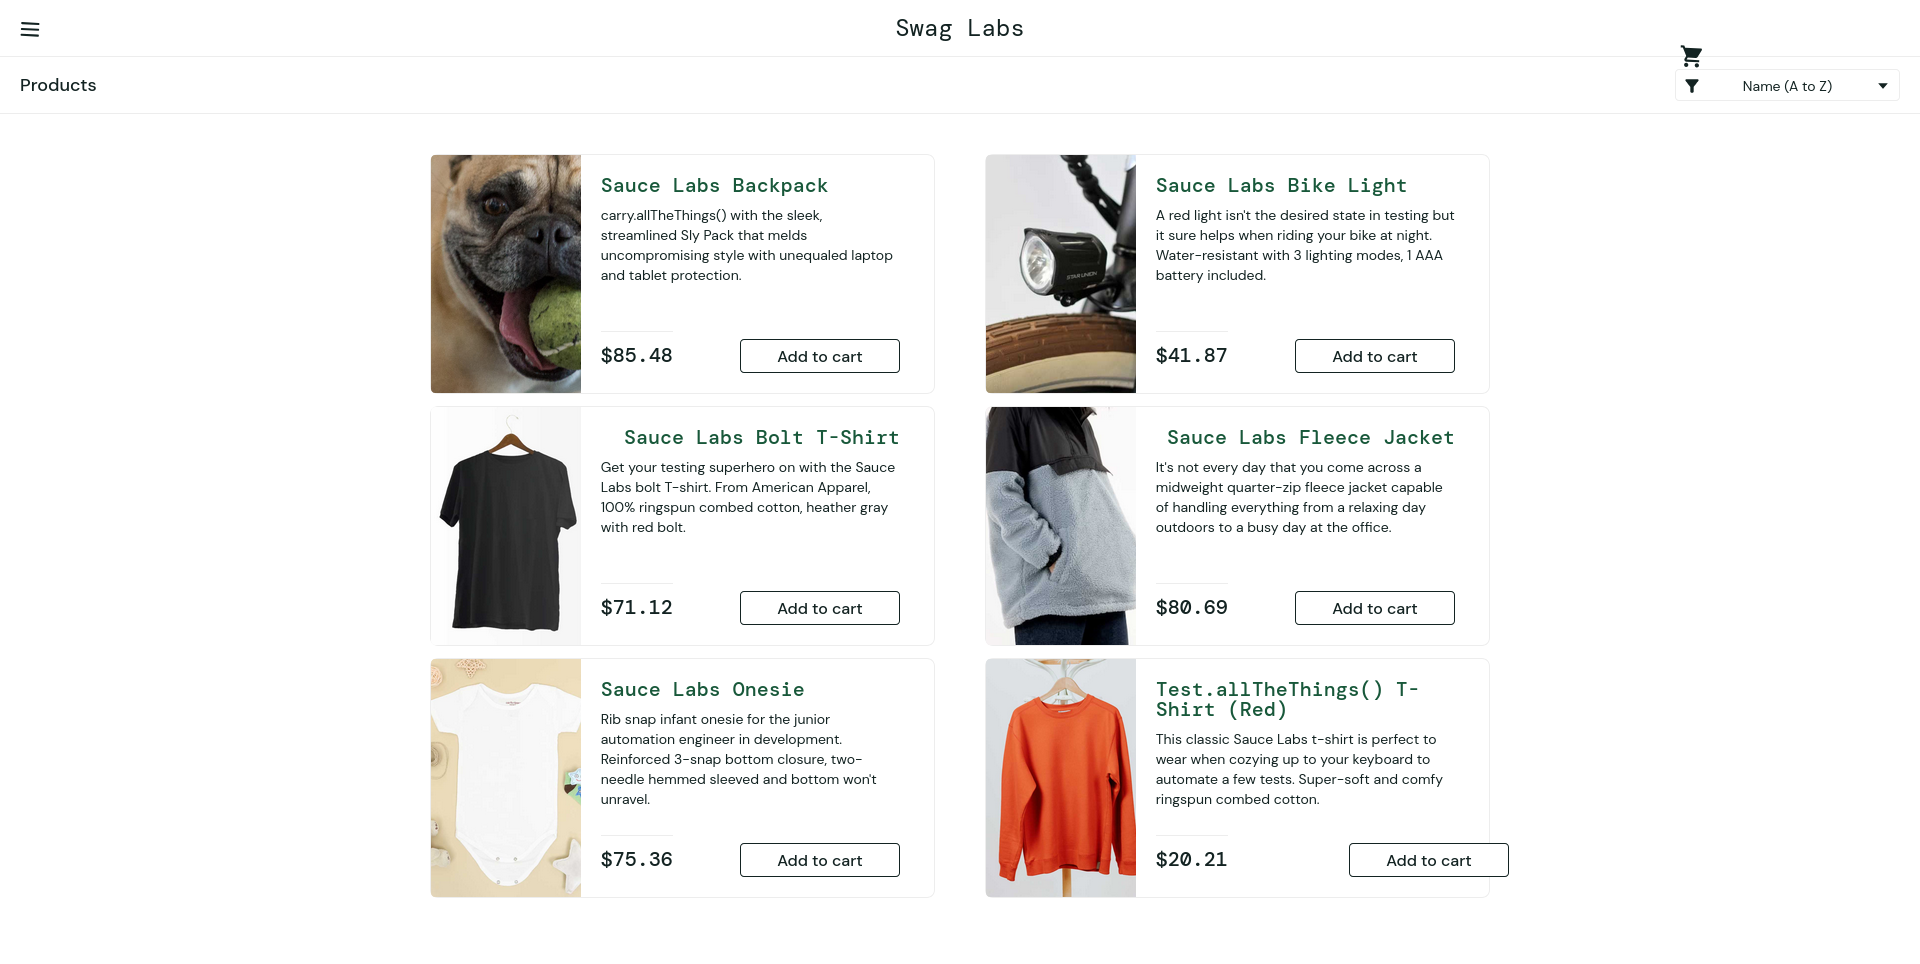 Swag Labs
Products
Name (A to Z)
Sauce Labs Backpack
carry.allTheThings() with the sleek,
streamlined Sly Pack that melds
uncompromising style with unequaled laptop
and tablet protection.
$85.48
Add to cart
Sauce Labs Bike Light
A red light isn't the desired state in testing but
it sure helps when riding your bike at night.
Water-resistant with 3 lighting modes, 1 AAA
battery included.
STAR UNION
$41.87
Add to cart
Sauce Labs Bolt T-Shirt
Get your testing superhero on with the Sauce
Labs bolt T-shirt. From American Apparel,
100% ringspun combed cotton, heather gray
with red bolt.
$71.12
Add to cart
Sauce Labs Fleece Jacket
It's not every day that you come across a
midweight quarter-zip fleece jacket capable
of handling everything from a relaxing day
outdoors to a busy day at the office.
$80.69
Add to cart
Sauce Labs Onesie
Rib snap infant onesie for the junior
automation engineer in development.
Reinforced 3-snap bottom closure, two-
needle hemmed sleeved and bottom won't
unravel.
$75.36
Add to cart
Test.allTheThings() T-
Shirt (Red)
This classic Sauce Labs t-shirt is perfect to
wear when cozying up to your keyboard to
automate a few tests. Super-soft and comfy
ringspun combed cotton.
$20.21
Add to cart